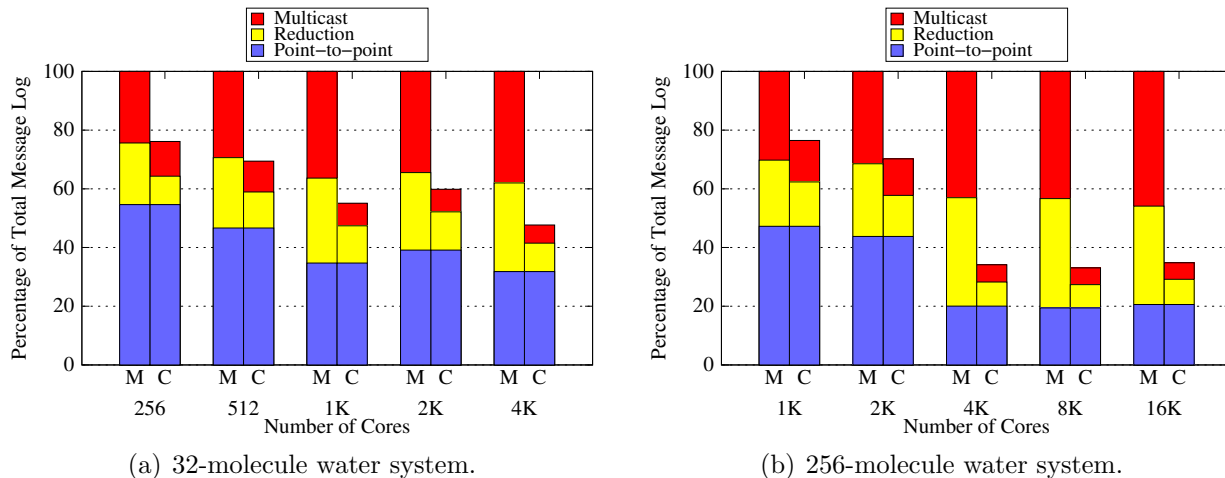 Multicast
Reduction
Point−to−point
Percentage of Total Message Log
100
80
60
40
20
0
M C M C M C M C M C
256 512 1K 2K 4K
Number of Cores
(a) 32-molecule water system.
Multicast
Reduction
Point−to−point
Percentage of Total Message Log
100
80
60
40
20
0
M C M C M C M C M C
1K 2K 4K 8K 16K
Number of Cores
(b) 256-molecule water system.